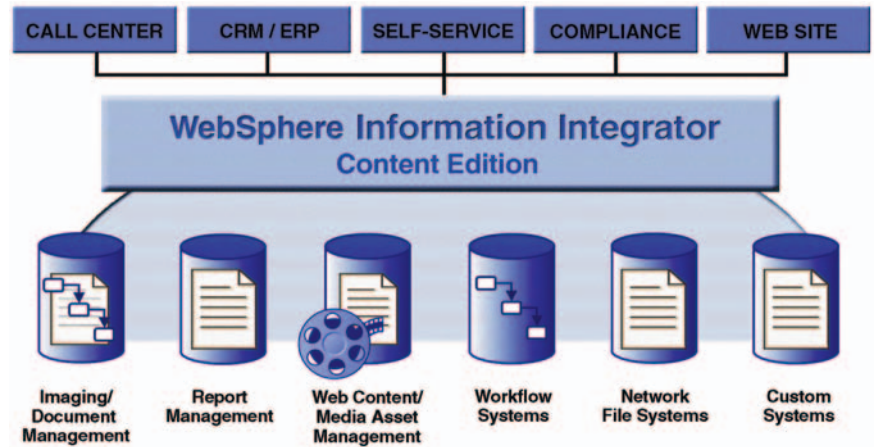 CALL CENTER
CRM / ERP
SELF-SERVICE
COMPLIANCE
WEB SITE
WebSphere Information Integrator
Content Edition
Imaging/
Document
Management
Report
Management
Web Content/
Media Asset
Management
Workflow
Systems
Network
File Systems
Custom
Systems